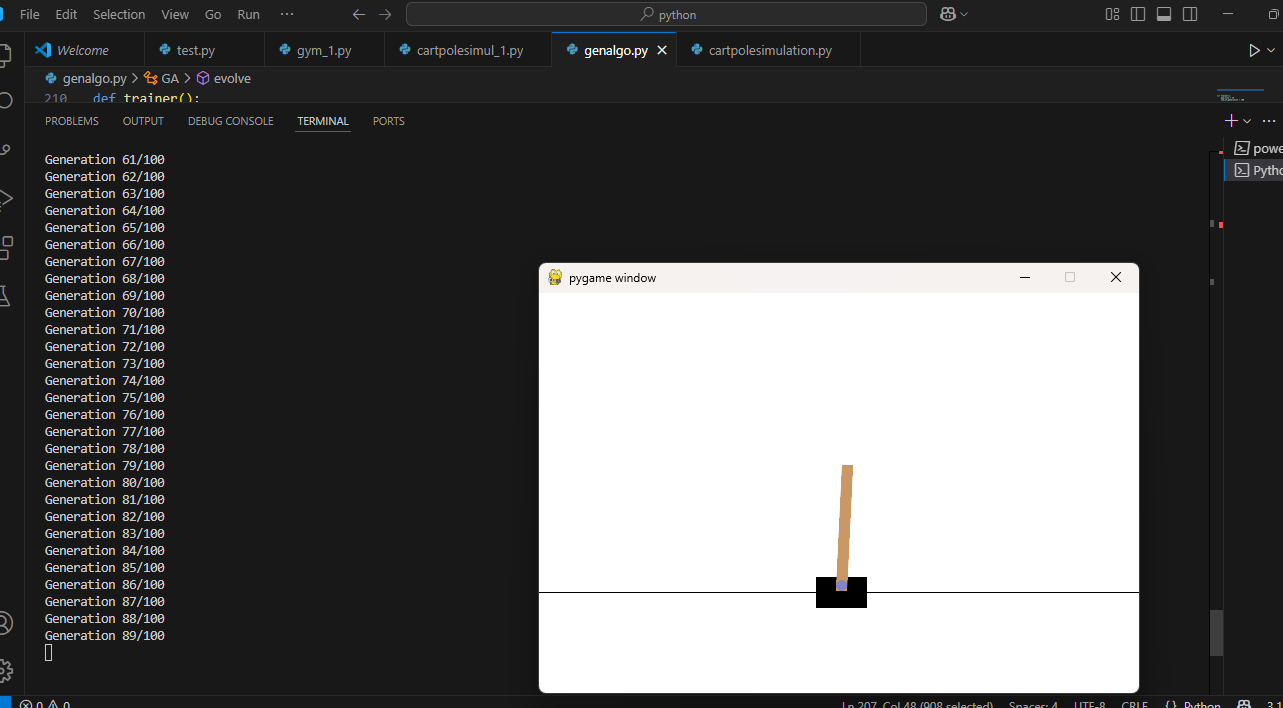 File Edit Selection View Go Run ··· python
Welcome test.py gym_1.py cartpolesimul_1.py genalgo.py cartpolesimulation.py
genalgo.py > GA > evolve
210 def trainer():
PROBLEMS OUTPUT DEBUG CONSOLE TERMINAL PORTS
Generation 61/100
Generation 62/100
Generation 63/100
Generation 64/100
Generation 65/100
Generation 66/100
Generation 67/100
Generation 68/100
Generation 69/100
Generation 70/100
Generation 71/100
Generation 72/100
Generation 73/100
Generation 74/100
Generation 75/100
Generation 76/100
Generation 77/100
Generation 78/100
Generation 79/100
Generation 80/100
Generation 81/100
Generation 82/100
Generation 83/100
Generation 84/100
Generation 85/100
Generation 86/100
Generation 87/100
Generation 88/100
Generation 89/100
powe
Pytho
pygame window
0 0 Ln 207, Col 48 (908 selected) Spaces: 4 UTF-8 CRLF {} Python 3.1